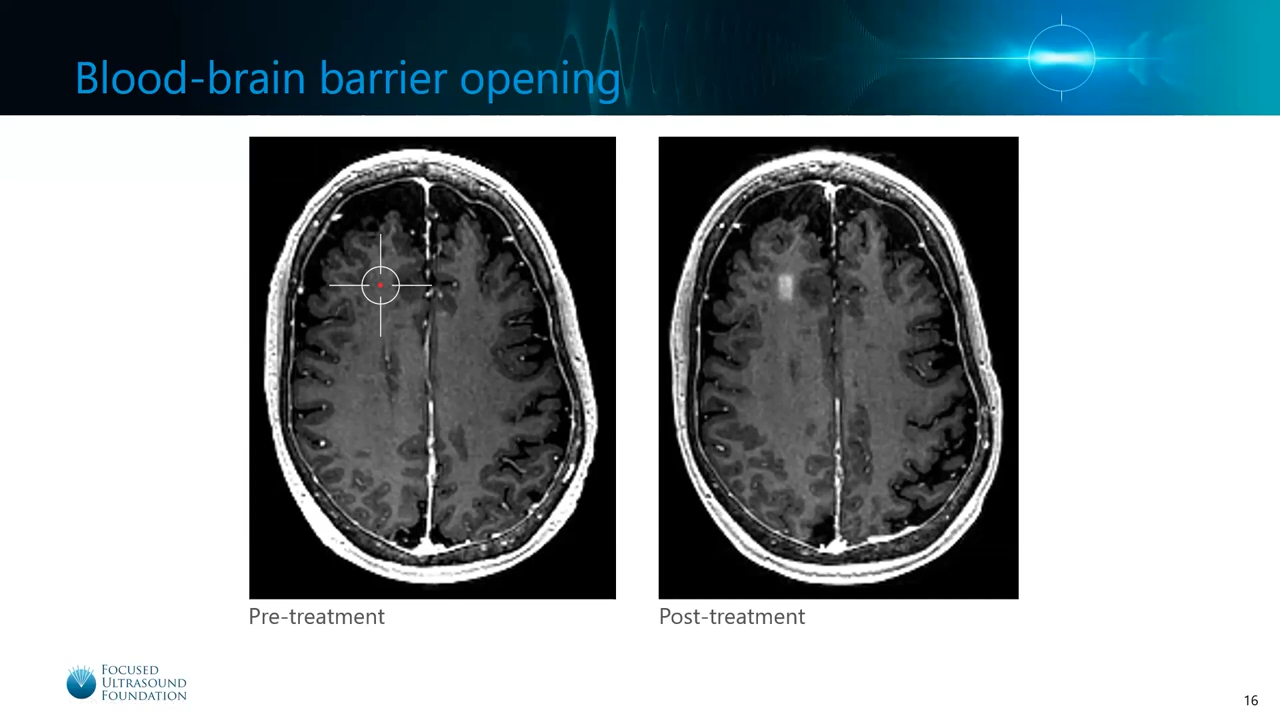 Blood-brain barrier opening
Pre-treatment
Post-treatment
FOCUSED
ULTRASOUND
FOUNDATION
16